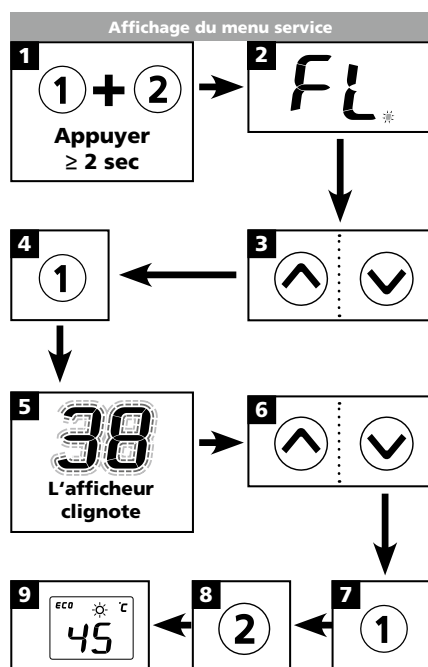 Affichage du menu service
1
1 + 2
Appuyer
≥ 2 sec
2
FL
3
4
1
5
38
L'afficheur
clignote
6
7
1
8
2
9
ECO °C
45